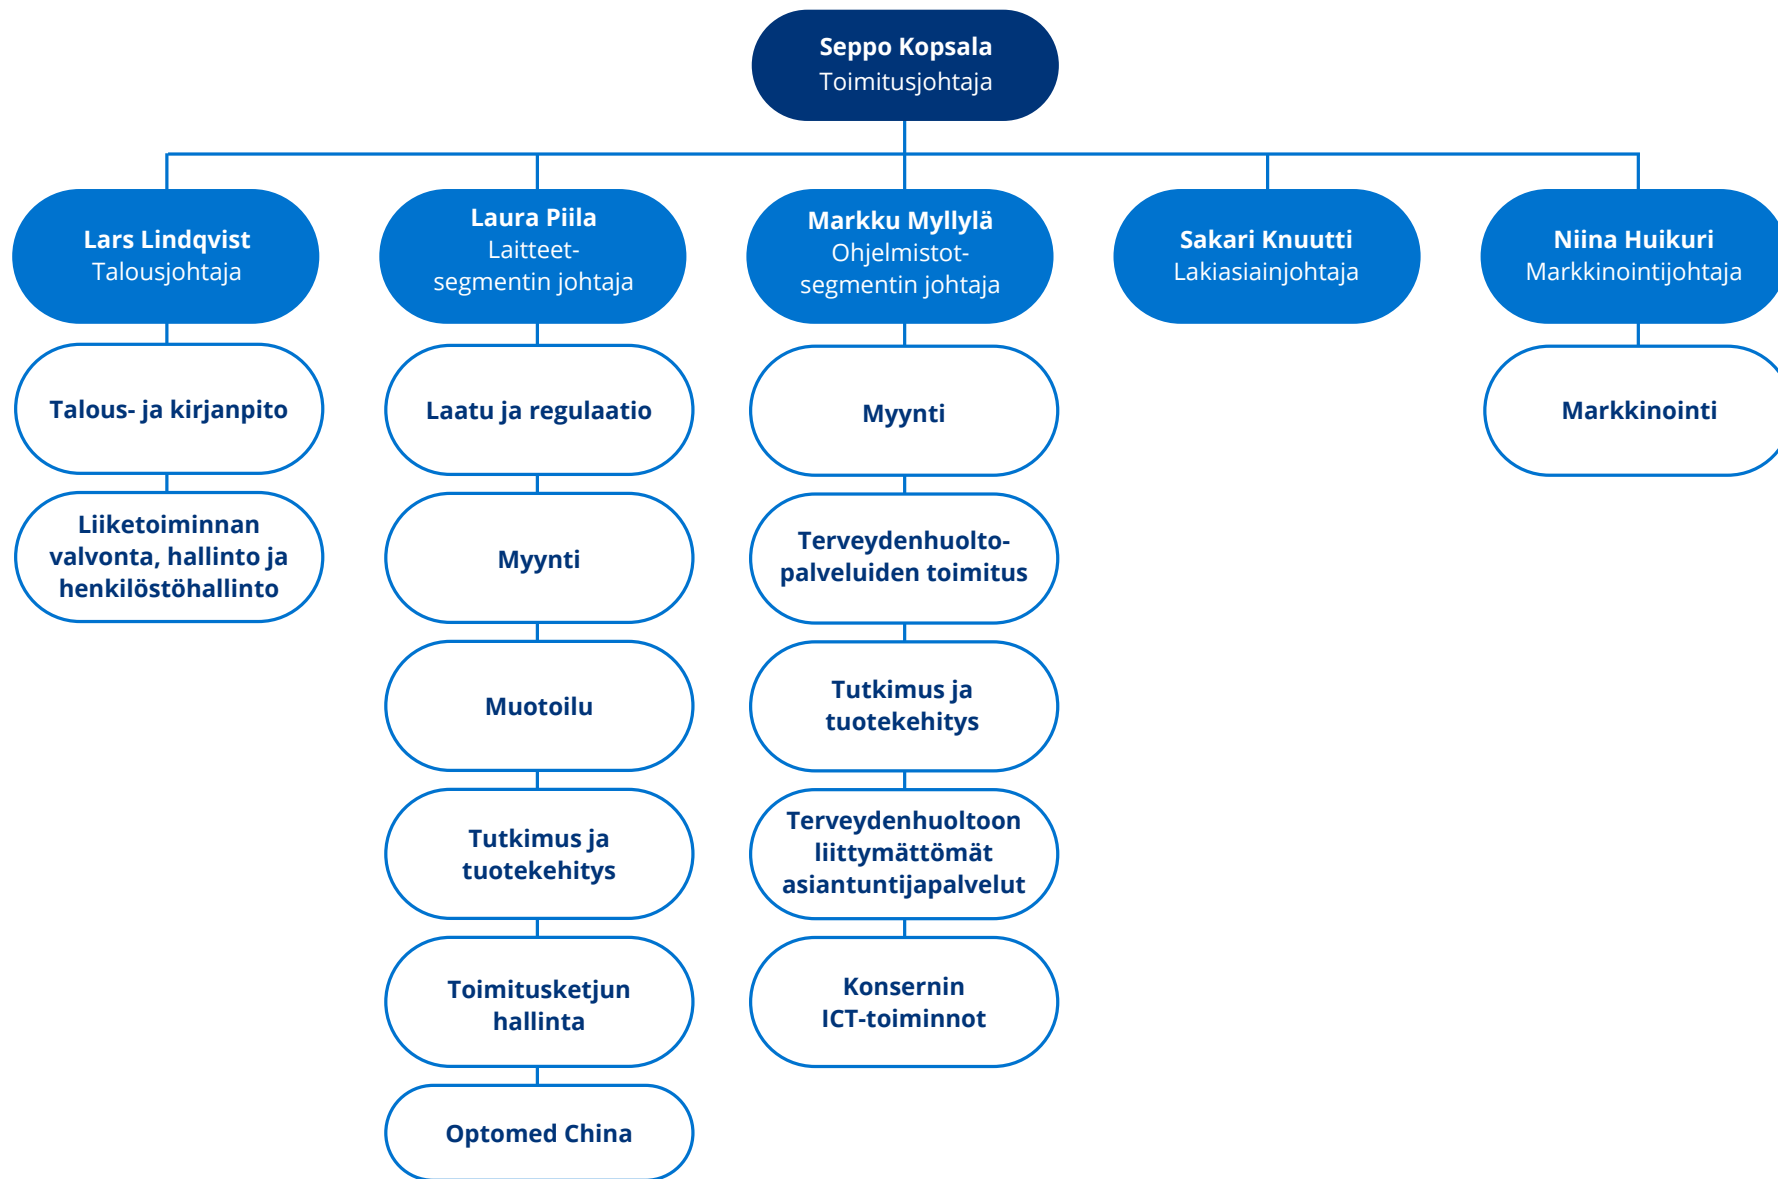 Seppo Kopsala
Toimitusjohtaja
Lars Lindqvist
Talousjohtaja
Talous- ja kirjanpito
Liiketoiminnan
valvonta, hallinto ja
henkilöstöhallinto
Laura Piila
Laitteet-
segmentin johtaja
Laatu ja regulaatio
Myynti
Muotoilu
Tutkimus ja
tuotekehitys
Toimitusketjun
hallinta
Optomed China
Markku Myllylä
Ohjelmistot-
segmentin johtaja
Myynti
Terveydenhuolto-
palveluiden toimitus
Tutkimus ja
tuotekehitys
Terveydenhuoltoon
liittymättömät
asiantuntijapalvelut
Konsernin
ICT-toiminnot
Sakari Knuutti
Lakiasiainjohtaja
Niina Huikuri
Markkinointijohtaja
Markkinointi